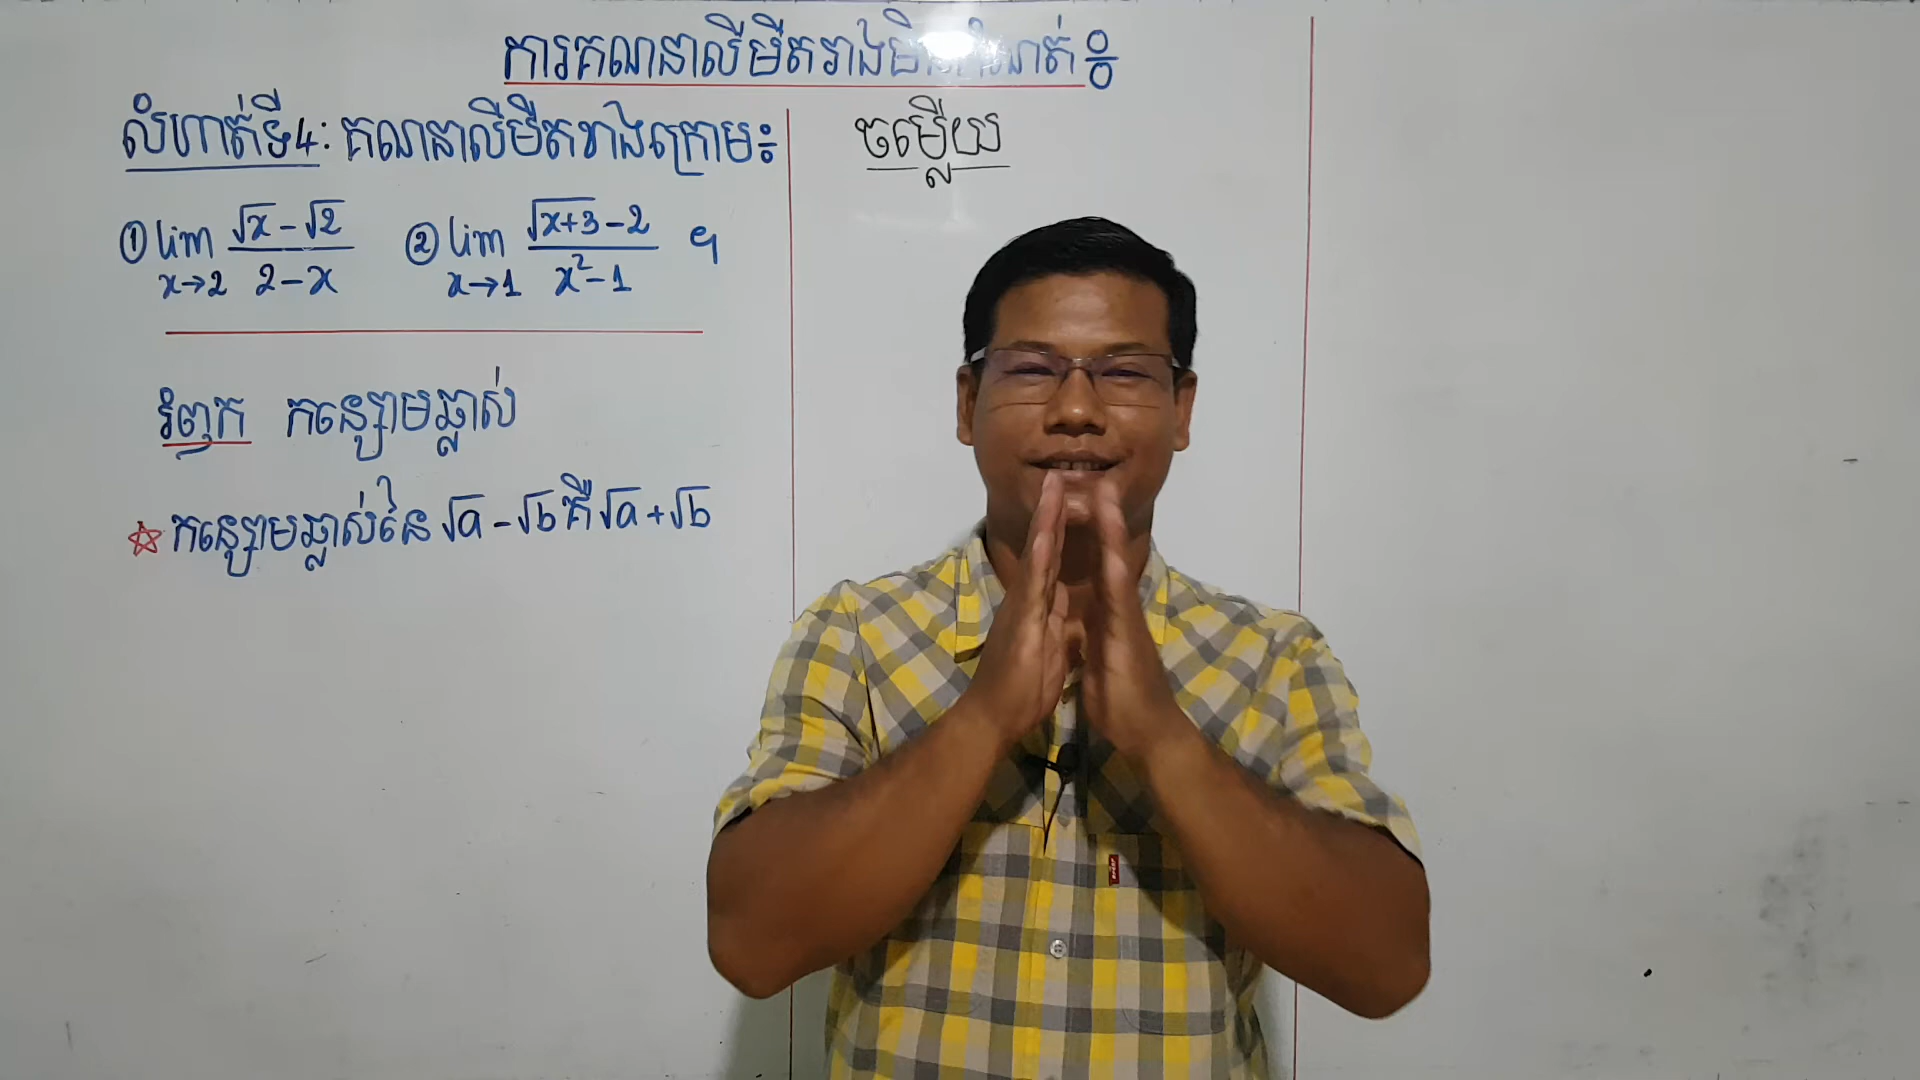 ការគណនាលីមីតរាងមិនកំណត់ ៖
លំហាត់ទី4: គណនាលីមីតខាងក្រោម៖
① lim x→2 (√x - √2)/(2 - x) ② lim x→1 (√(x+3) - 2)/(x² - 1) ។
រំឭក កន្សោមឆ្លាស់
☆ កន្សោមឆ្លាស់នៃ √a - √b គឺ √a + √b
ចម្លើយ